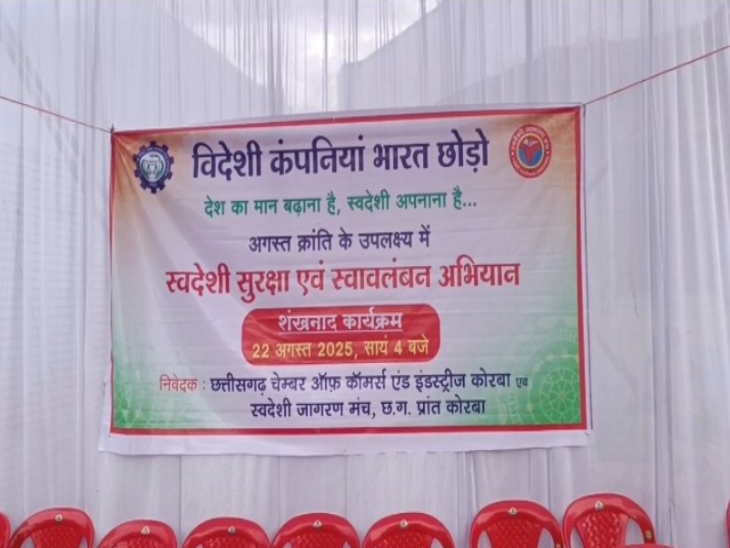 विदेशी कंपनियां भारत छोड़ो
देश का मान बढ़ाना है, स्वदेशी अपनाना है...
अगस्त क्रांति के उपलक्ष्य में
स्वदेशी सुरक्षा एवं स्वावलंबन अभियान
शंखनाद कार्यक्रम
22 अगस्त 2025, सायं 4 बजे
निवेदक : छत्तीसगढ़ चेम्बर ऑफ़ कॉमर्स एंड इंडस्ट्रीज कोरबा एवं
स्वदेशी जागरण मंच, छ.ग. प्रांत कोरबा